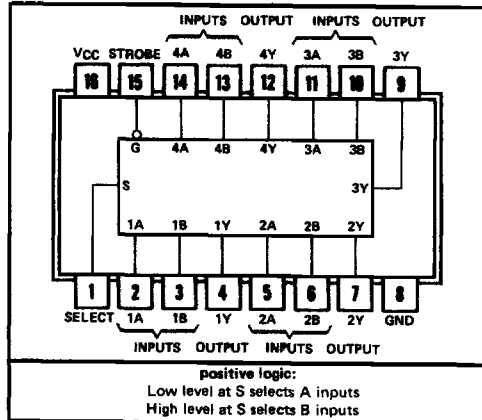 INPUTS OUTPUT INPUTS OUTPUT
VCC STROBE 4A 4B 4Y 3A 3B 3Y
16 15 14 13 12 11 10 9
G 4A 4B 4Y 3A 3B
S 3Y
1A 1B 1Y 2A 2B 2Y
1 2 3 4 5 6 7 8
SELECT 1A 1B 1Y 2A 2B 2Y GND
INPUTS OUTPUT INPUTS OUTPUT
positive logic:
Low level at S selects A inputs
High level at S selects B inputs